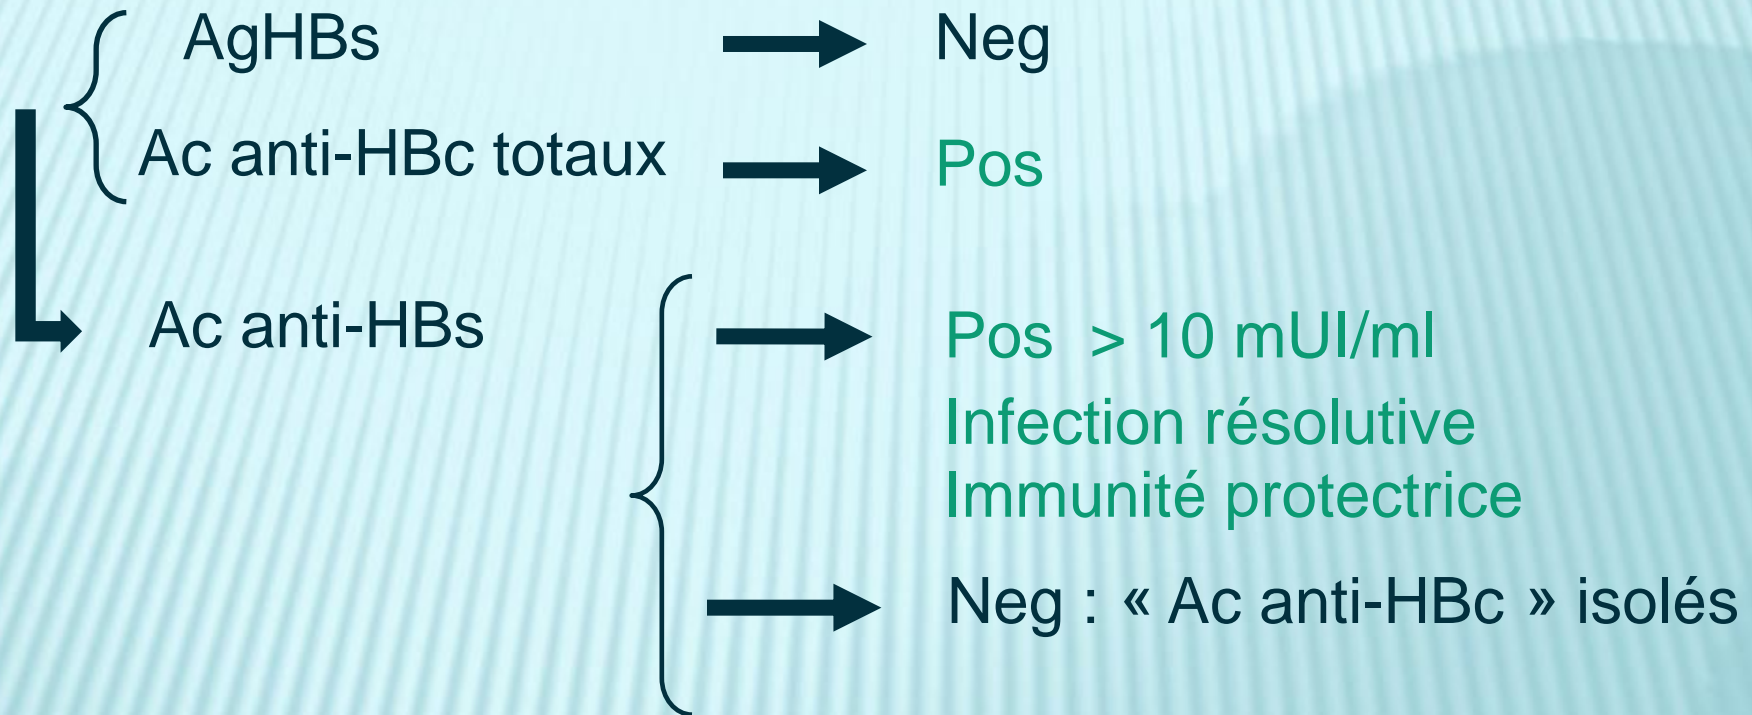 AgHBs Neg
Ac anti-HBc totaux Pos
Ac anti-HBs Pos > 10 mUI/ml
Infection résolutive
Immunité protectrice
Neg : « Ac anti-HBc » isolés